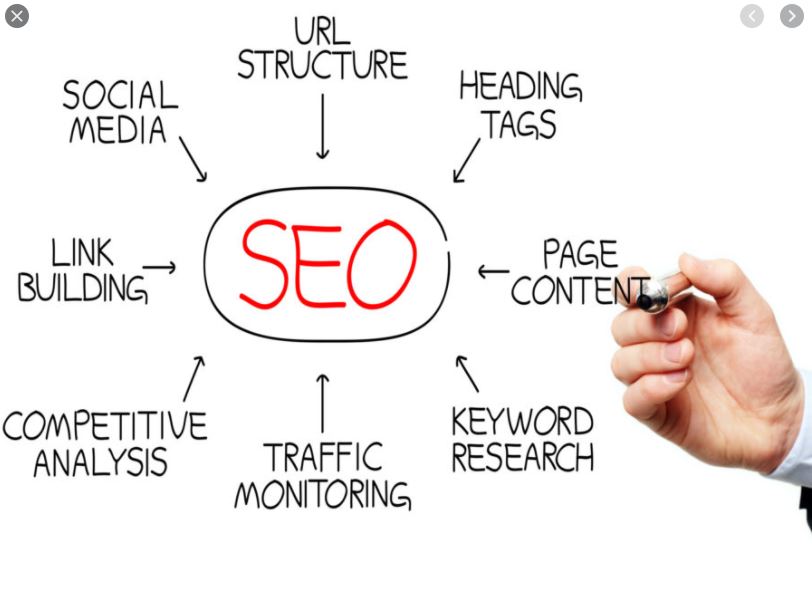 URL
STRUCTURE
HEADING
TAGS
SOCIAL
MEDIA
SEO
LINK
BUILDING
PAGE
CONTENT
COMPETITIVE
ANALYSIS
TRAFFIC
MONITORING
KEYWORD
RESEARCH